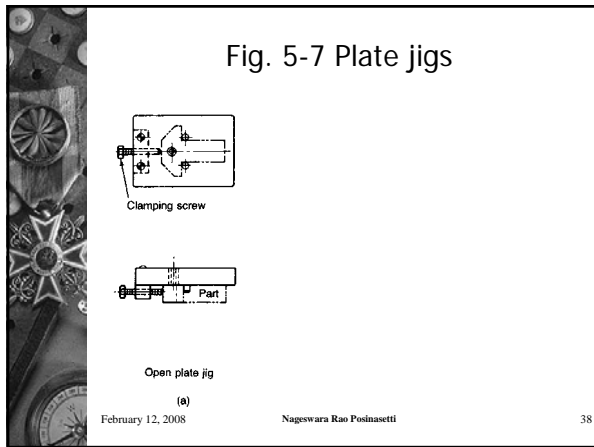 Fig. 5-7 Plate jigs
Clamping screw
Part
Open plate jig
(a)
February 12, 2008
Nageswara Rao Posinasetti
38